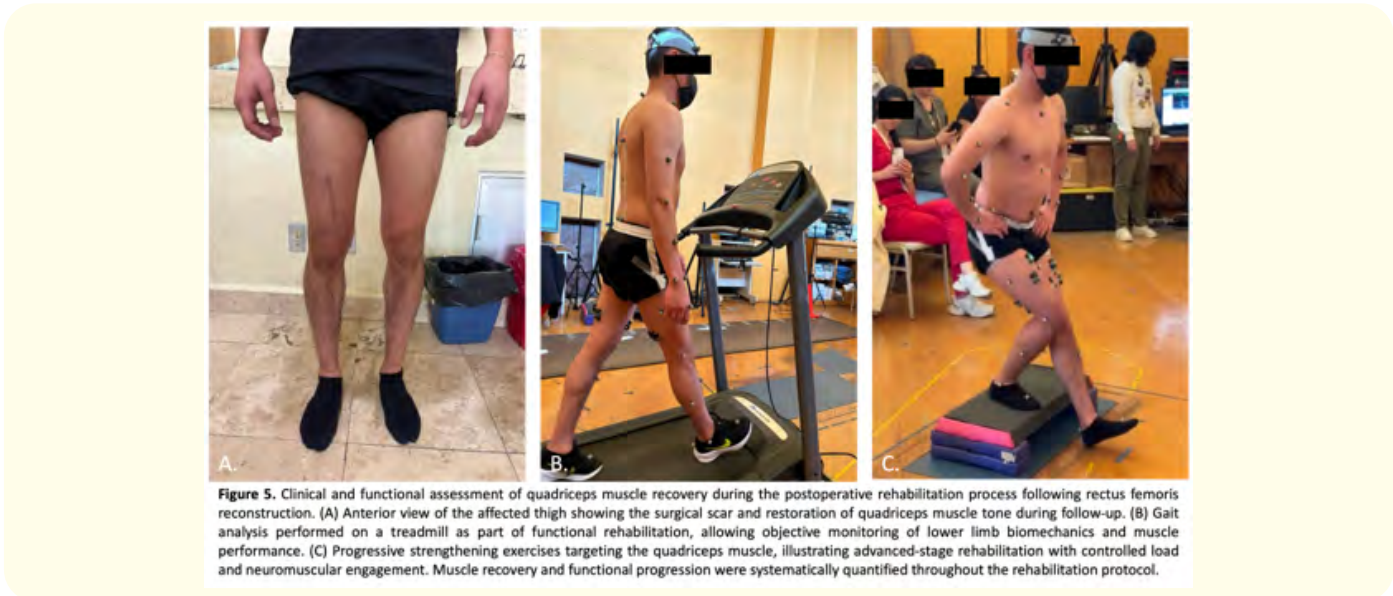 A.
B.
C.
Figure 5. Clinical and functional assessment of quadriceps muscle recovery during the postoperative rehabilitation process following rectus femoris
reconstruction. (A) Anterior view of the affected thigh showing the surgical scar and restoration of quadriceps muscle tone during follow-up. (B) Gait
analysis performed on a treadmill as part of functional rehabilitation, allowing objective monitoring of lower limb biomechanics and muscle
performance. (C) Progressive strengthening exercises targeting the quadriceps muscle, illustrating advanced-stage rehabilitation with controlled load
and neuromuscular engagement. Muscle recovery and functional progression were systematically quantified throughout the rehabilitation protocol.